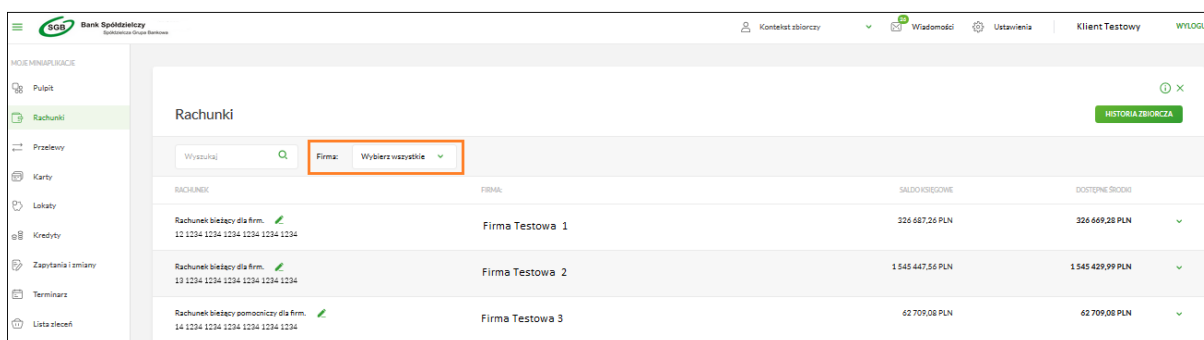 SGB Bank Spółdzielczy
Spółdzielcza Grupa Bankowa
Kontekst zbiorczy
Wiadomości
Ustawienia
Klient Testowy
WYLOGU
MOJE MINIAPLIKACJE
Pulpit
Rachunki
Przelewy
Karty
Lokaty
Kredyty
Zapytania i zmiany
Terminarz
Lista zleceń
Rachunki
HISTORIA ZBIORCZA
Wyszukaj
Firma: Wybierz wszystkie
RACHUNEK FIRMA: SALDO KSIĘGOWE DOSTĘPNE ŚRODKI
Rachunek bieżący dla firm.
12 1234 1234 1234 1234 1234 1234
Firma Testowa 1
326 687,26 PLN
326 669,28 PLN
Rachunek bieżący dla firm.
13 1234 1234 1234 1234 1234 1234
Firma Testowa 2
1 545 447,56 PLN
1 545 429,99 PLN
Rachunek bieżący pomocniczy dla firm.
14 1234 1234 1234 1234 1234 1234
Firma Testowa 3
62 709,08 PLN
62 709,08 PLN